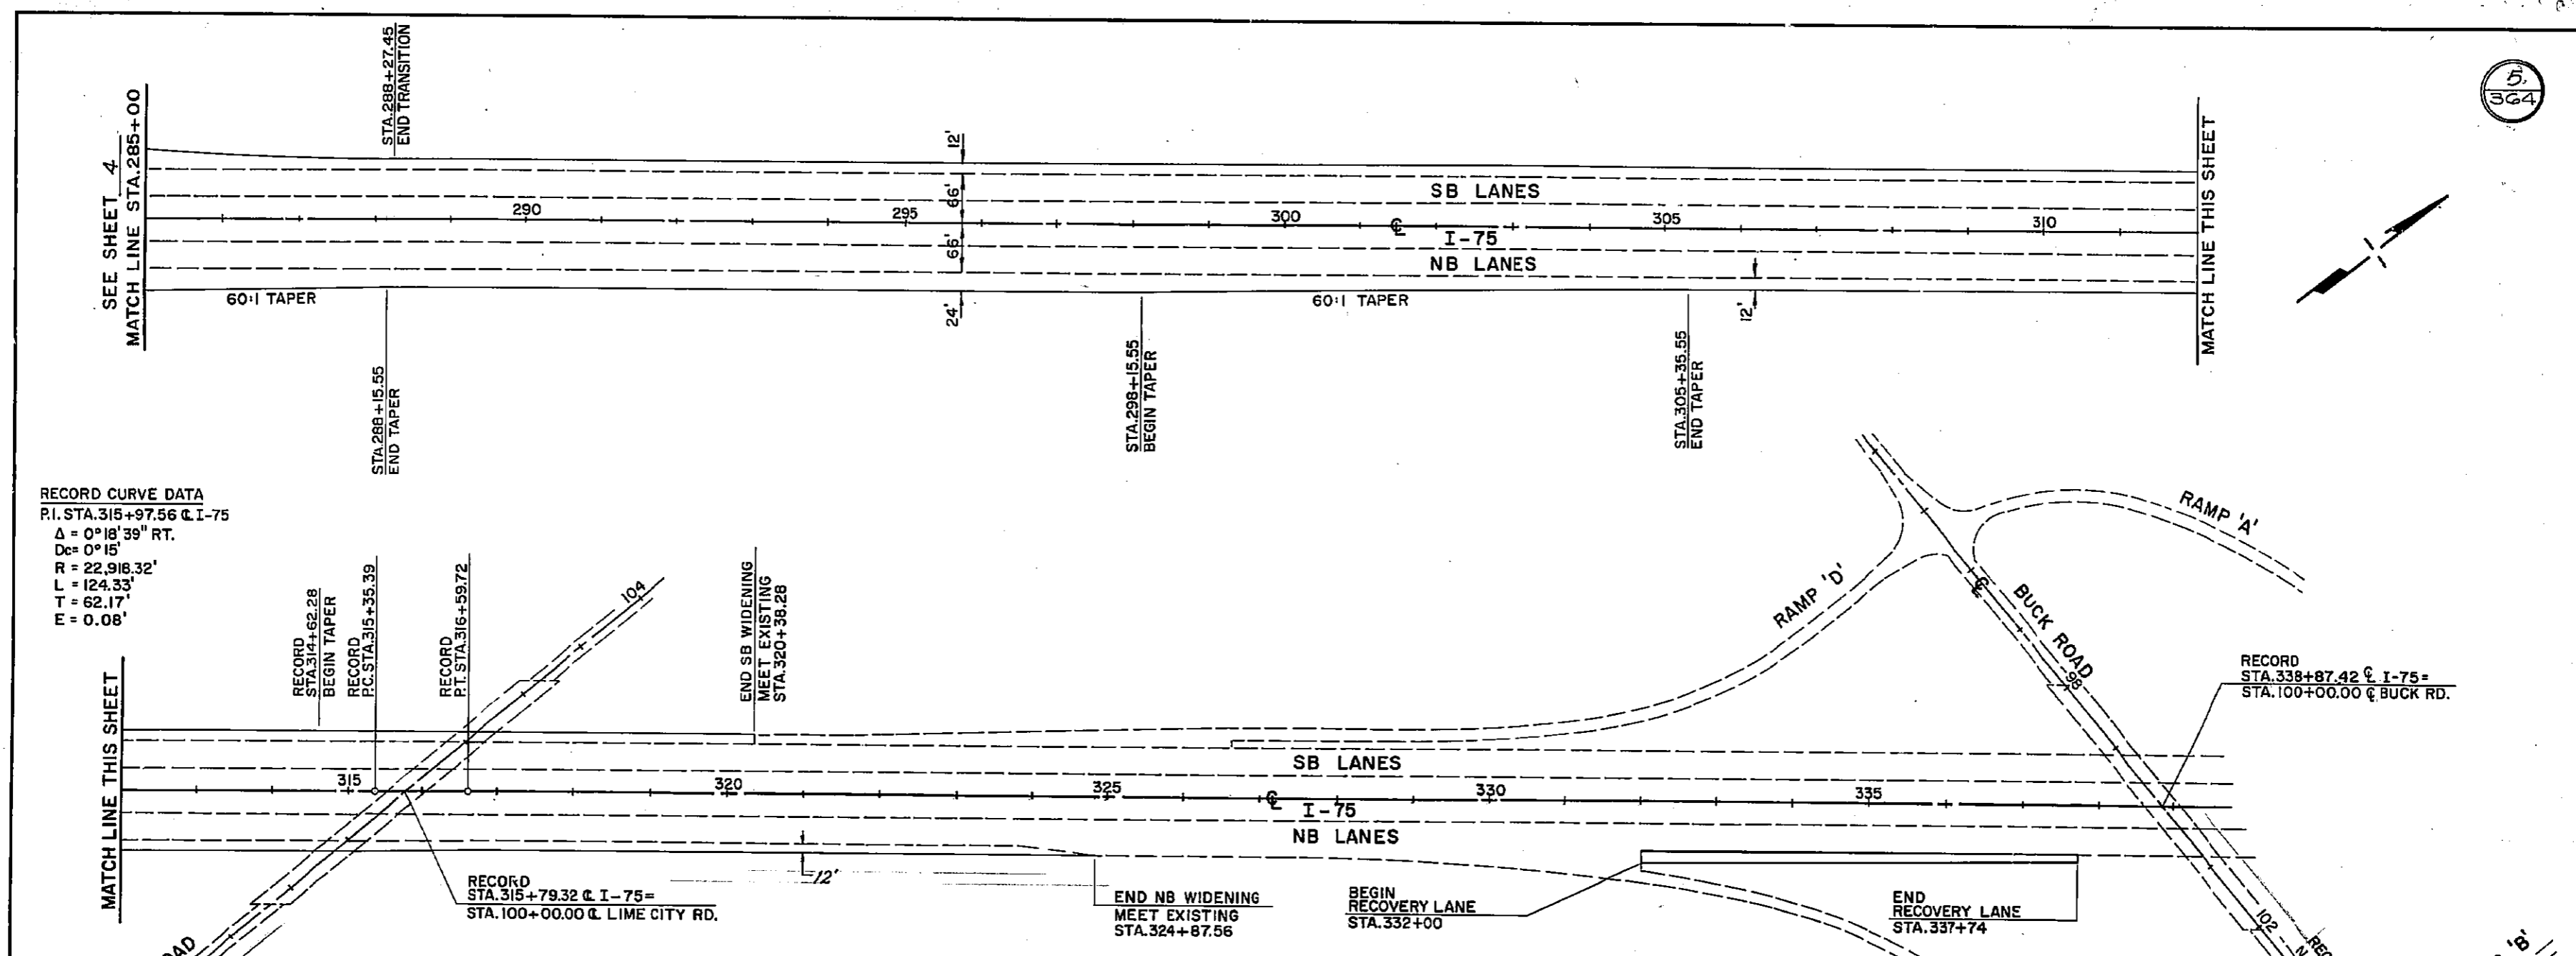 5
364
STA.288+27.45
END TRANSITION
SEE SHEET 4
MATCH LINE STA.285+00
12'
66'
66'
24'
SB LANES
290
295
300
305
310
℄
I-75
NB LANES
60:1 TAPER
60:1 TAPER
12'
MATCH LINE THIS SHEET
STA.288+15.55
END TAPER
STA.298+15.55
BEGIN TAPER
STA.305+35.55
END TAPER
RECORD CURVE DATA
P.I. STA.315+97.56 ℄ I-75
Δ = 0°18'39" RT.
Dc= 0°15'
R = 22,918.32'
L = 124.33'
T = 62.17'
E = 0.08'
RECORD
STA.314+62.28
BEGIN TAPER
RECORD
P.C. STA.315+35.39
RECORD
P.T. STA.316+59.72
104
END SB WIDENING
MEET EXISTING
STA.320+38.28
RAMP 'D'
RAMP 'A'
℄
BUCK ROAD
98
RECORD
STA.338+87.42 ℄ I-75=
STA.100+00.00 ℄ BUCK RD.
MATCH LINE THIS SHEET
SB LANES
315
320
325
330
335
℄
I-75
NB LANES
12'
RECORD
STA.315+79.32 ℄ I-75=
STA.100+00.00 ℄ LIME CITY RD.
END NB WIDENING
MEET EXISTING
STA.324+87.56
BEGIN
RECOVERY LANE
STA.332+00
END
RECOVERY LANE
STA.337+74
102
'B'